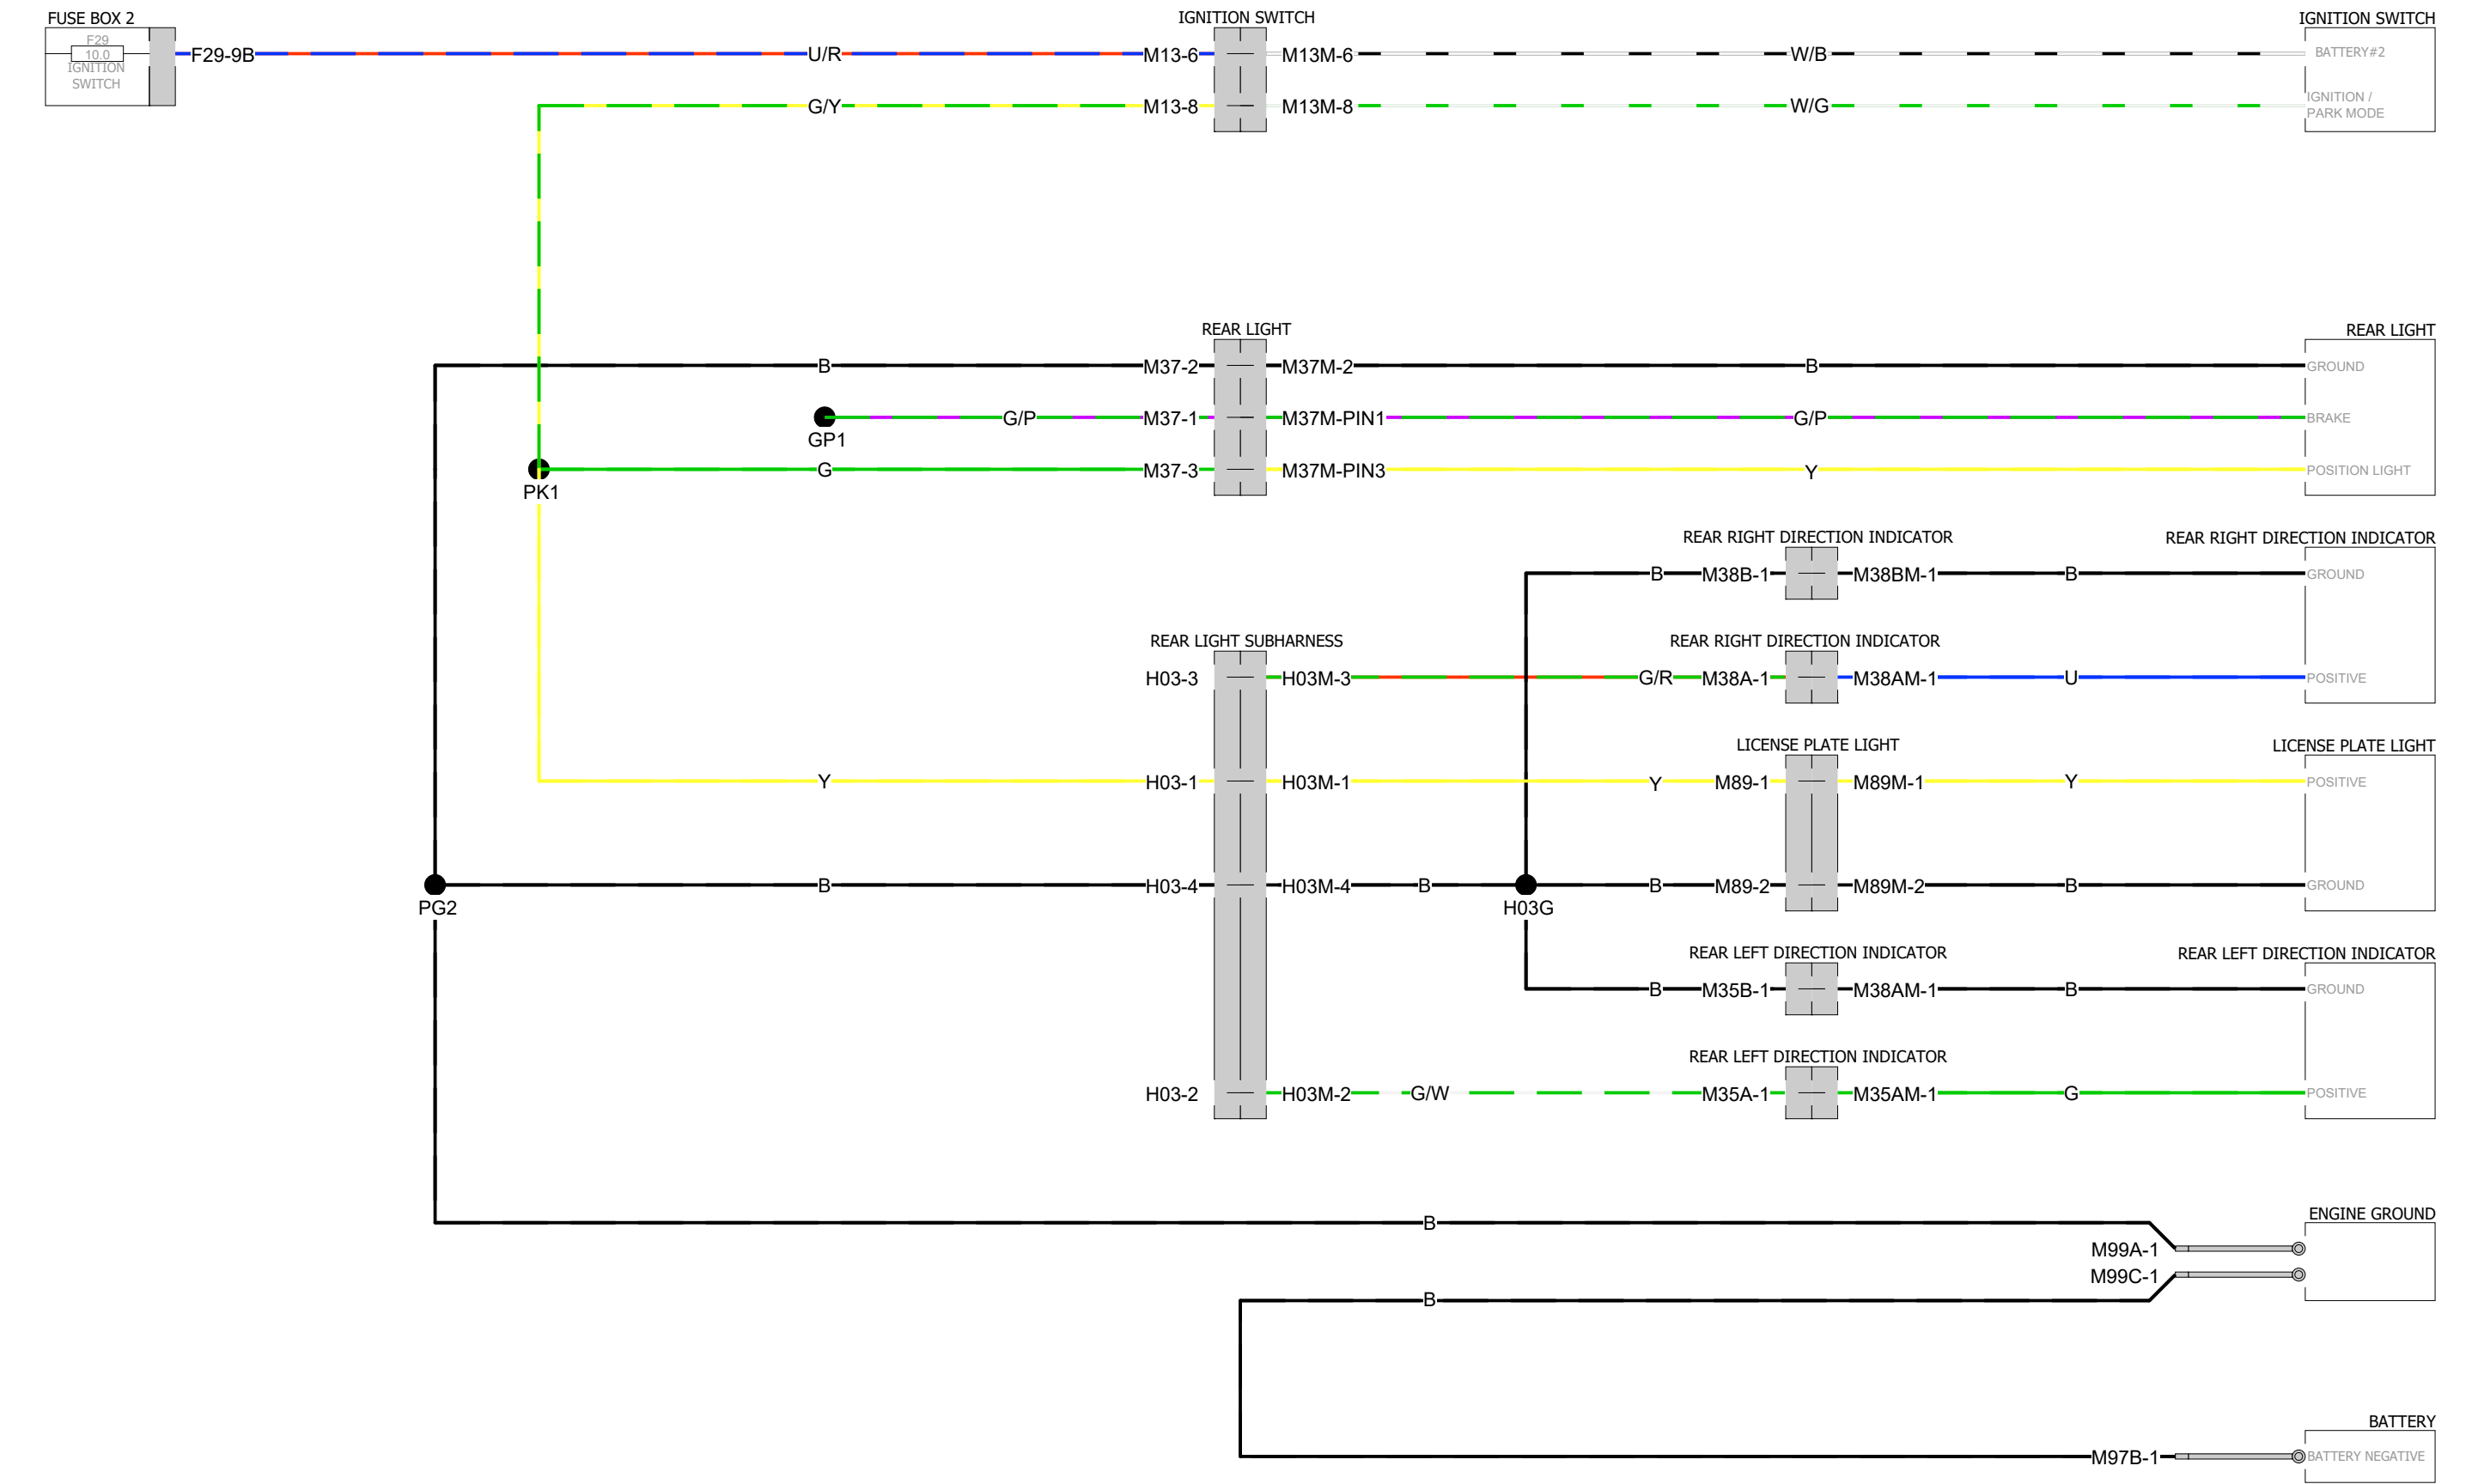 FUSE BOX 2
F29
10.0
IGNITION
SWITCH
F29-9B
U/R
IGNITION SWITCH
M13-6
M13M-6
W/B
IGNITION SWITCH
BATTERY#2
G/Y
M13-8
M13M-8
W/G
IGNITION /
PARK MODE
REAR LIGHT
REAR LIGHT
B
M37-2
M37M-2
B
GROUND
GP1
G/P
M37-1
M37M-PIN1
G/P
BRAKE
PK1
G
M37-3
M37M-PIN3
Y
POSITION LIGHT
REAR RIGHT DIRECTION INDICATOR
REAR RIGHT DIRECTION INDICATOR
B
M38B-1
M38BM-1
B
GROUND
REAR LIGHT SUBHARNESS
REAR RIGHT DIRECTION INDICATOR
H03-3
H03M-3
G/R
M38A-1
M38AM-1
U
POSITIVE
LICENSE PLATE LIGHT
LICENSE PLATE LIGHT
Y
H03-1
H03M-1
Y
M89-1
M89M-1
Y
POSITIVE
PG2
B
H03-4
H03M-4
B
H03G
B
M89-2
M89M-2
B
GROUND
REAR LEFT DIRECTION INDICATOR
REAR LEFT DIRECTION INDICATOR
B
M35B-1
M38AM-1
B
GROUND
REAR LEFT DIRECTION INDICATOR
H03-2
H03M-2
G/W
M35A-1
M35AM-1
G
POSITIVE
ENGINE GROUND
B
M99A-1
M99C-1
B
BATTERY
M97B-1
BATTERY NEGATIVE